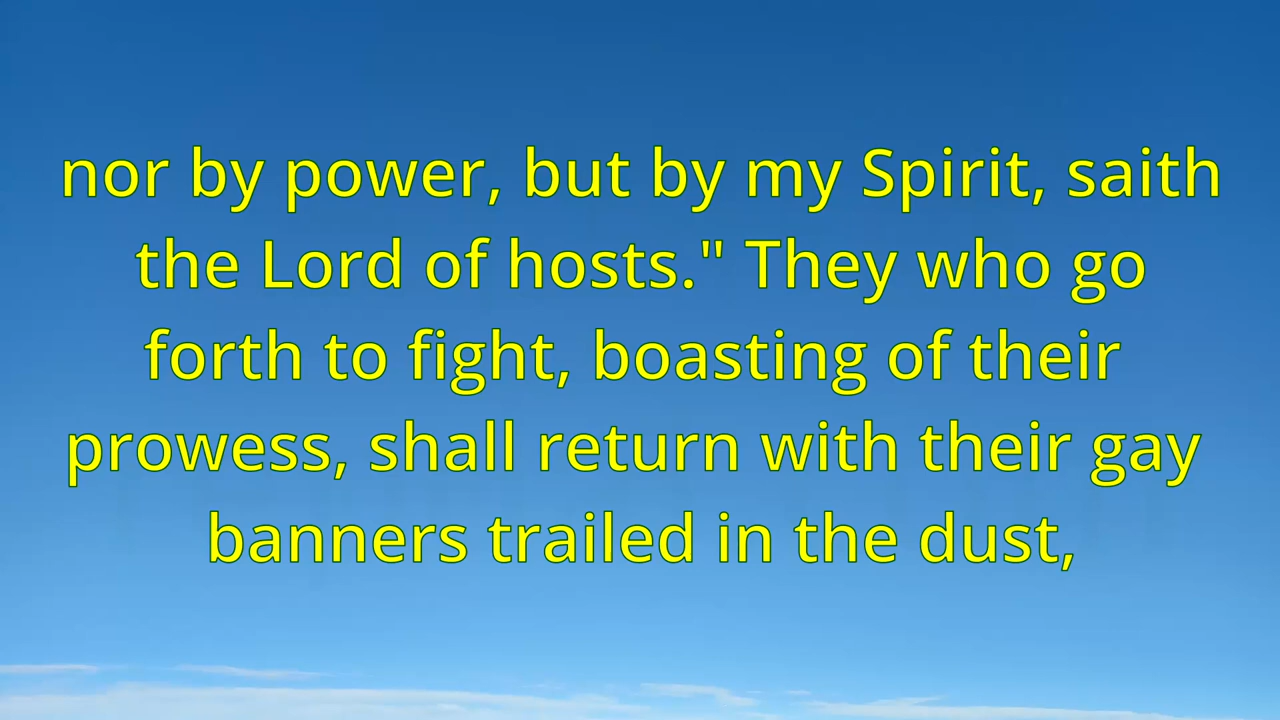 nor by power, but by my Spirit, saith
the Lord of hosts." They who go
forth to fight, boasting of their
prowess, shall return with their gay
banners trailed in the dust,